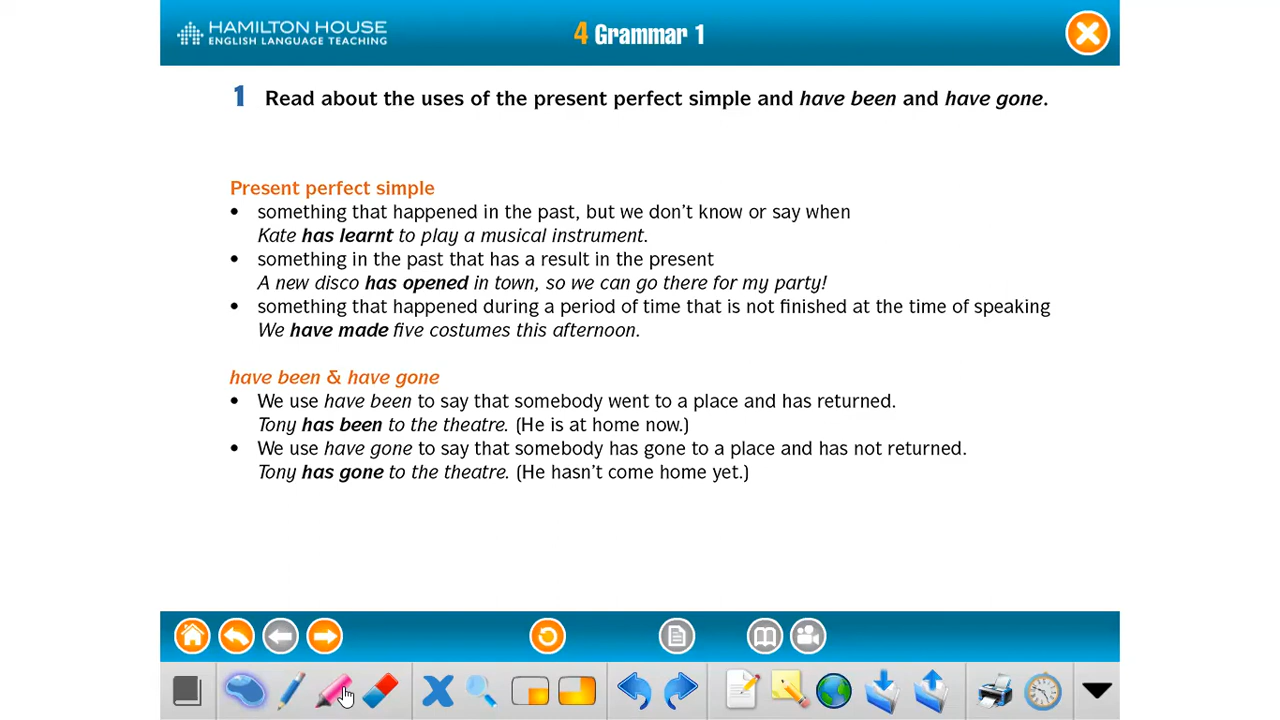 HAMILTON HOUSE
ENGLISH LANGUAGE TEACHING
4 Grammar 1
1 Read about the uses of the present perfect simple and have been and have gone.
Present perfect simple
• something that happened in the past, but we don't know or say when
Kate has learnt to play a musical instrument.
• something in the past that has a result in the present
A new disco has opened in town, so we can go there for my party!
• something that happened during a period of time that is not finished at the time of speaking
We have made five costumes this afternoon.
have been & have gone
• We use have been to say that somebody went to a place and has returned.
Tony has been to the theatre. (He is at home now.)
• We use have gone to say that somebody has gone to a place and has not returned.
Tony has gone to the theatre. (He hasn't come home yet.)